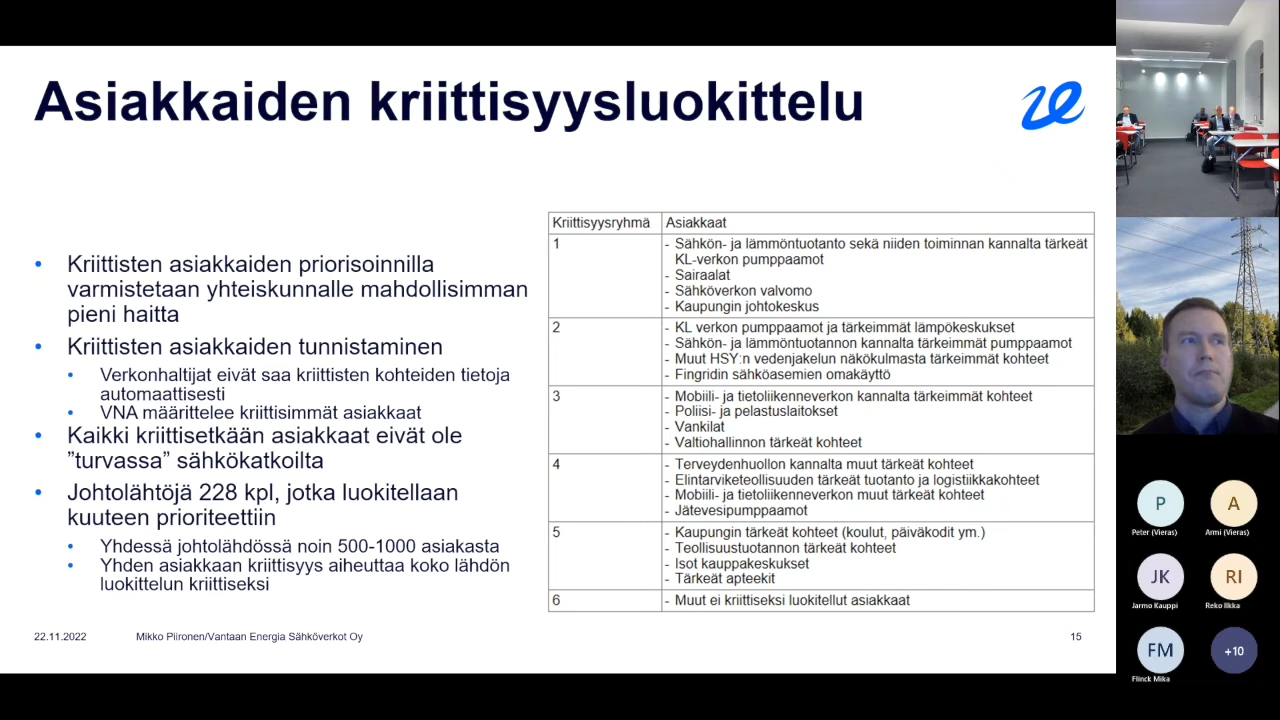 Asiakkaiden kriittisyysluokittelu
• Kriittisten asiakkaiden priorisoinnilla
varmistetaan yhteiskunnalle mahdollisimman
pieni haitta
• Kriittisten asiakkaiden tunnistaminen
• Verkonhaltijat eivät saa kriittisten kohteiden tietoja
automaattisesti
• VNA määrittelee kriittisimmät asiakkaat
• Kaikki kriittisetkään asiakkaat eivät ole
”turvassa” sähkökatkoilta
• Johtolähtöjä 228 kpl, jotka luokitellaan
kuuteen prioriteettiin
• Yhdessä johtolähdössä noin 500-1000 asiakasta
• Yhden asiakkaan kriittisyys aiheuttaa koko lähdön
luokittelun kriittiseksi
Kriittisyysryhmä Asiakkaat
1 - Sähkön- ja lämmöntuotanto sekä niiden toiminnan kannalta tärkeät
KL-verkon pumppaamot
- Sairaalat
- Sähköverkon valvomo
- Kaupungin johtokeskus
2 - KL verkon pumppaamot ja tärkeimmät lämpökeskukset
- Sähkön- ja lämmöntuotannon kannalta tärkeimmät pumppaamot
- Muut HSY:n vedenjakelun näkökulmasta tärkeimmät kohteet
- Fingridin sähköasemien omakäyttö
3 - Mobiili- ja tietoliikenneverkon kannalta tärkeimmät kohteet
- Poliisi- ja pelastuslaitokset
- Vankilat
- Valtiohallinnon tärkeät kohteet
4 - Terveydenhuollon kannalta muut tärkeät kohteet
- Elintarviketeollisuuden tärkeät tuotanto ja logistiikkakohteet
- Mobiili- ja tietoliikenneverkon muut tärkeät kohteet
- Jätevesipumppaamot
5 - Kaupungin tärkeät kohteet (koulut, päiväkodit ym.)
- Teollisuustuotannon tärkeät kohteet
- Isot kauppakeskukset
- Tärkeät apteekit
6 - Muut ei kriittiseksi luokitellut asiakkaat
22.11.2022 Mikko Piironen/Vantaan Energia Sähköverkot Oy 15
P A
Peter (Vieras) Armi (Vieras)
JK RI
Jarmo Kauppi Reko Ilkka
FM +10
Flinck Mika